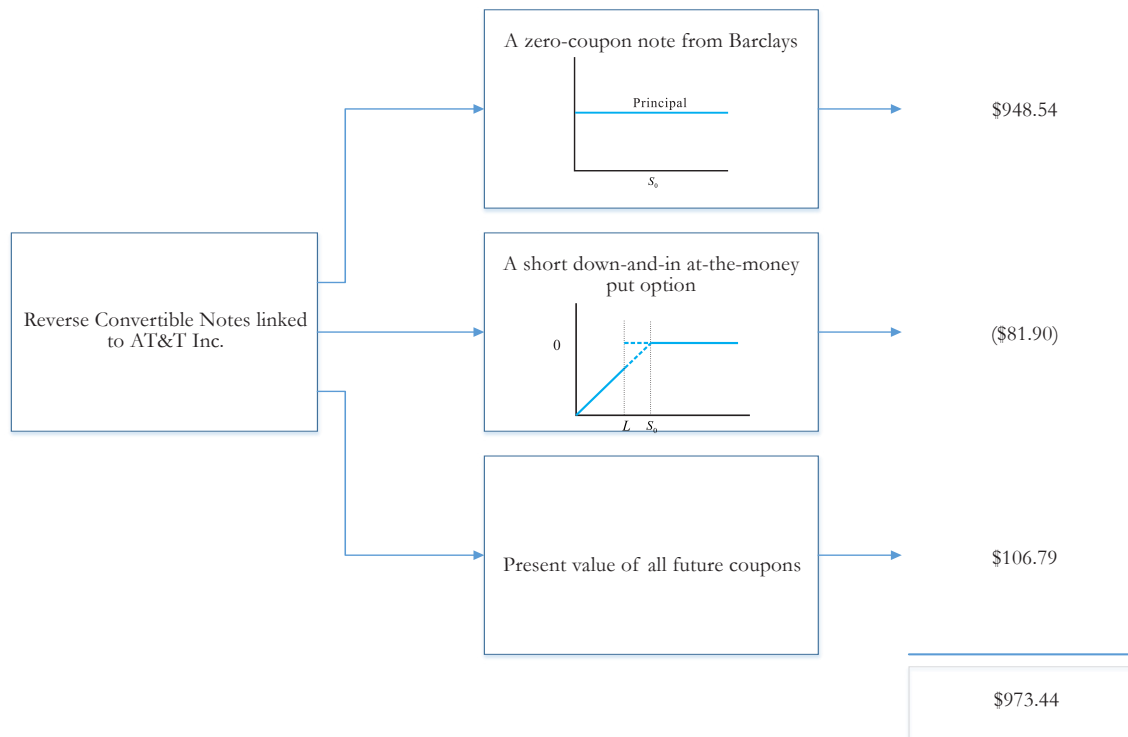 Reverse Convertible Notes linked
to AT&T Inc.
A zero-coupon note from Barclays
Principal
S₀
$948.54
A short down-and-in at-the-money
put option
0
L S₀
($81.90)
Present value of all future coupons
$106.79
$973.44